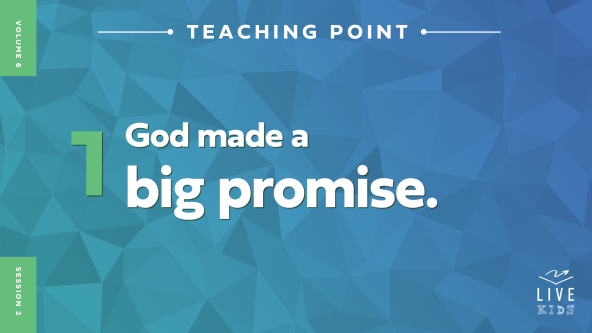 VOLUME 6
TEACHING POINT
1
God made a
big promise.
SESSION 2
LIVE
KIDS